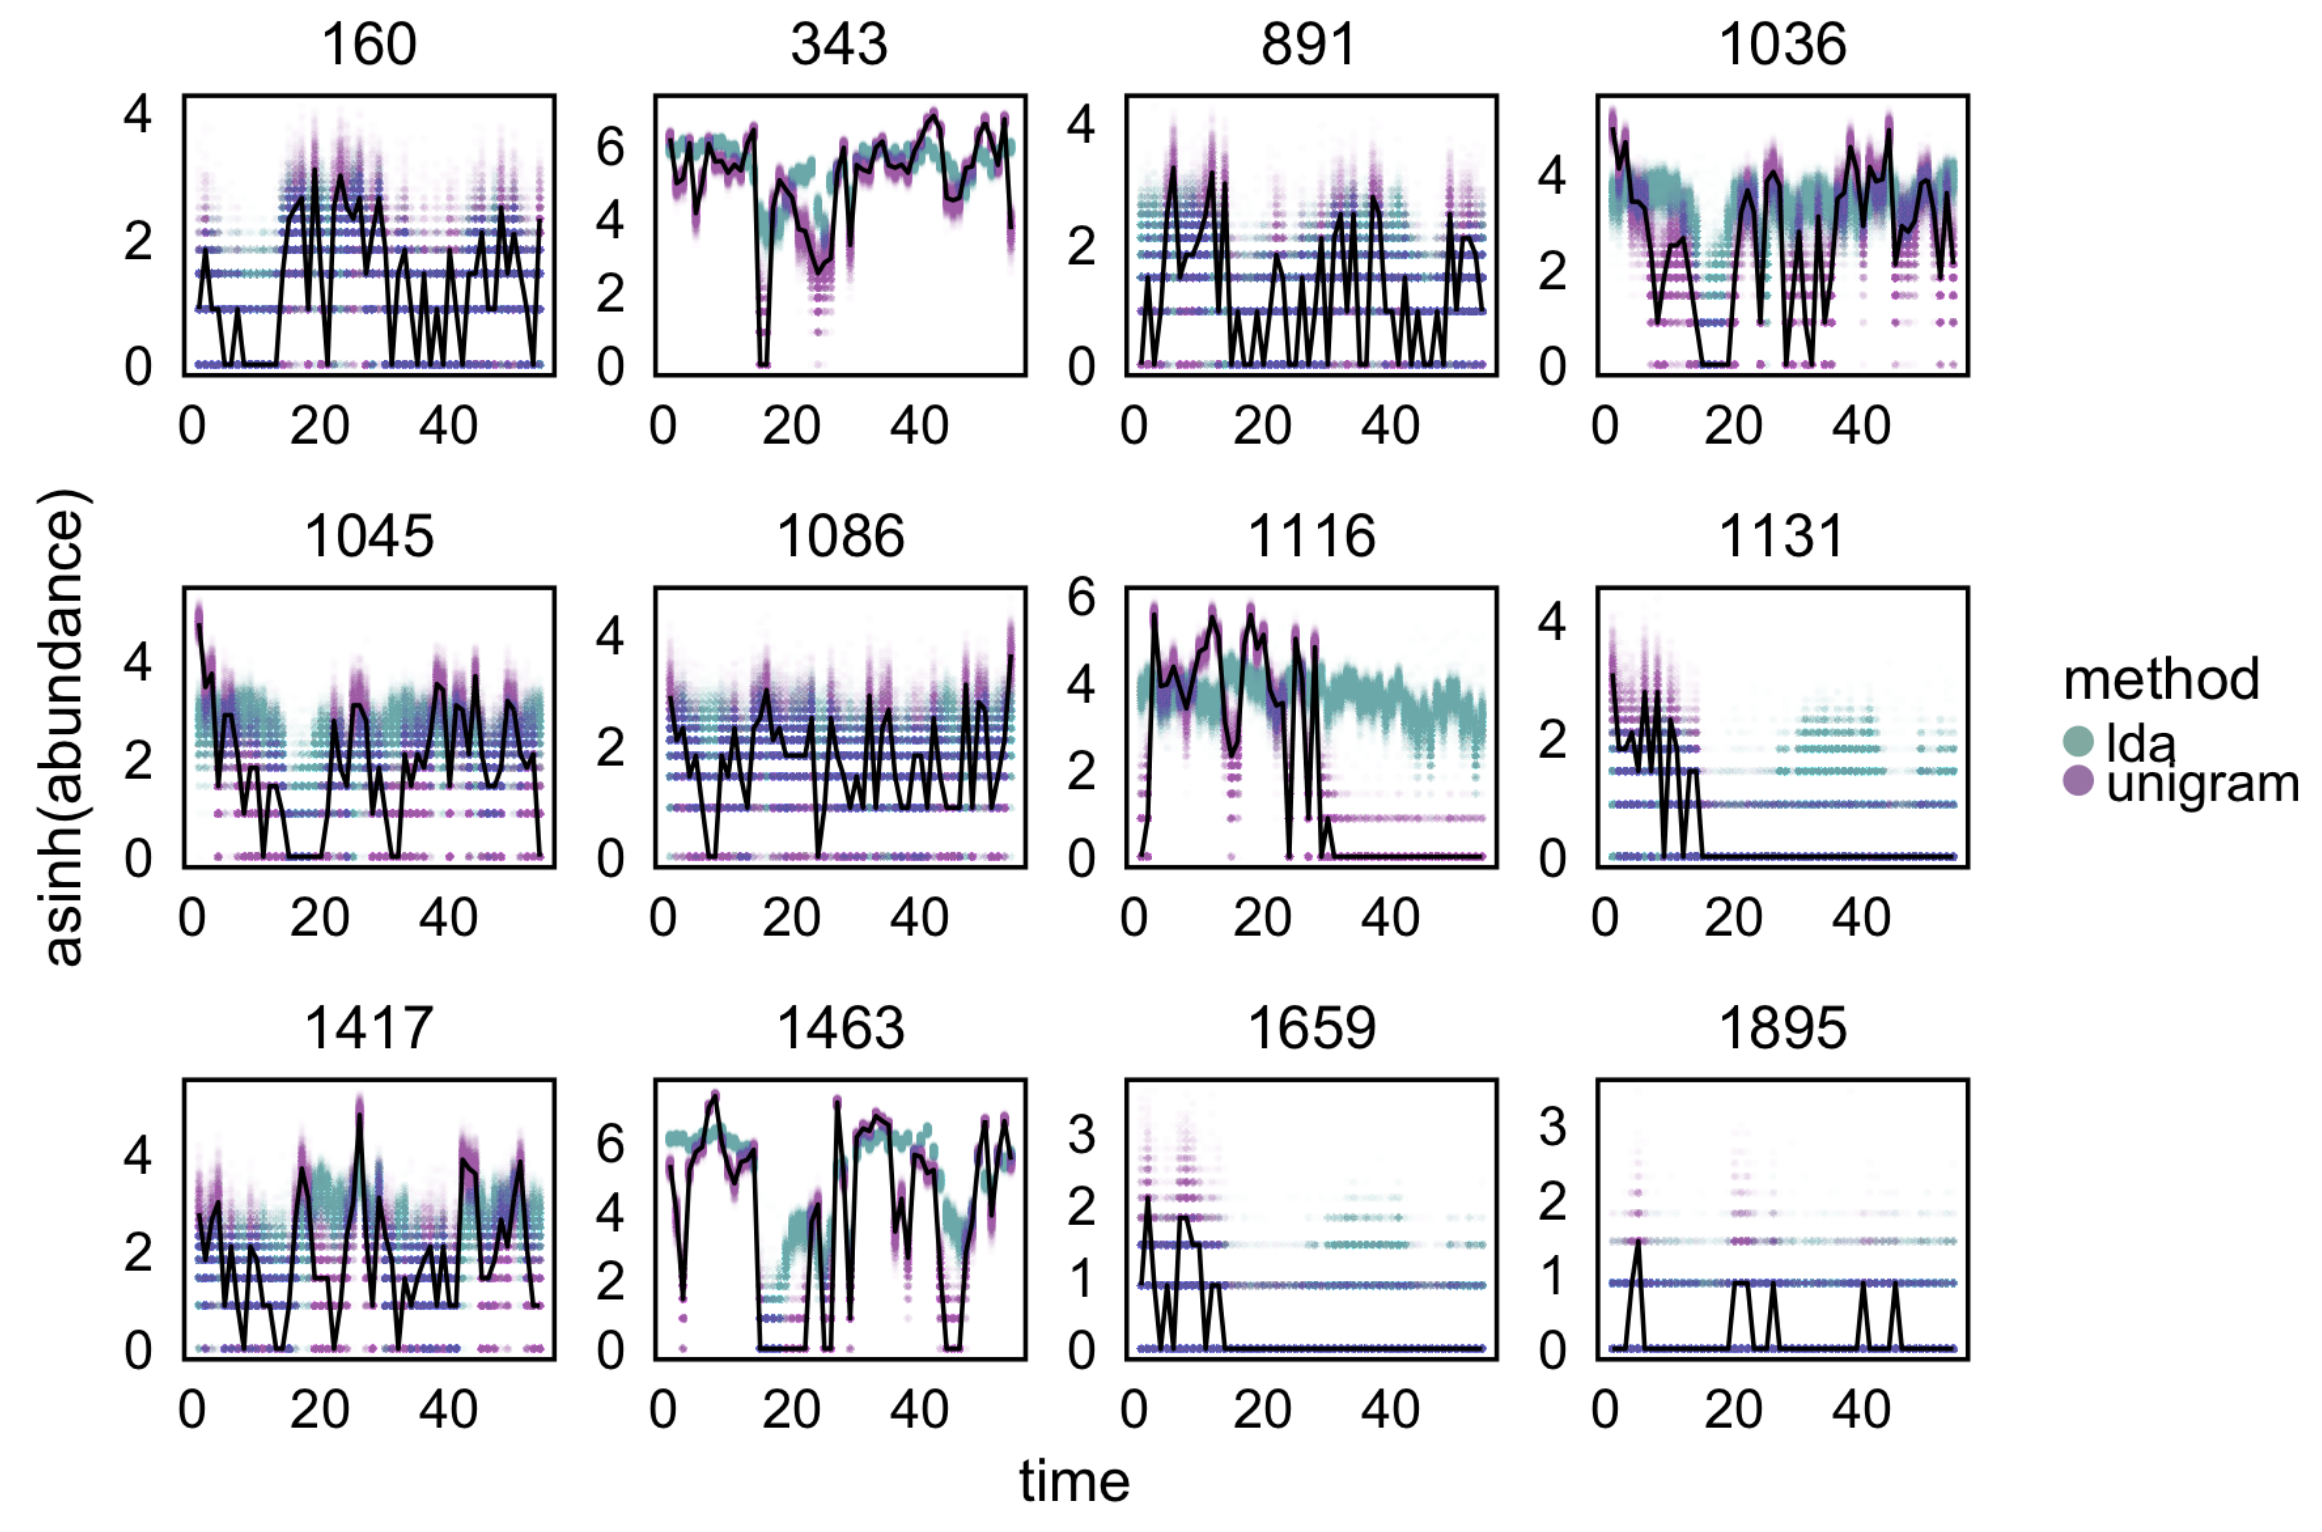 160 343 891 1036
4 6 4 4
2 4 2 2
0 2 0 0
0
0 20 40 0 20 40 0 20 40 0 20 40
asinh(abundance)
1045 1086 1116 1131
4 4 6 4
2 2 4 2
0 0 2 0
0
0 20 40 0 20 40 0 20 40 0 20 40
method
lda
unigram
1417 1463 1659 1895
4 6 3 3
2 4 2 2
0 2 1 1
0 0 0
0 20 40 0 20 40 0 20 40 0 20 40
time